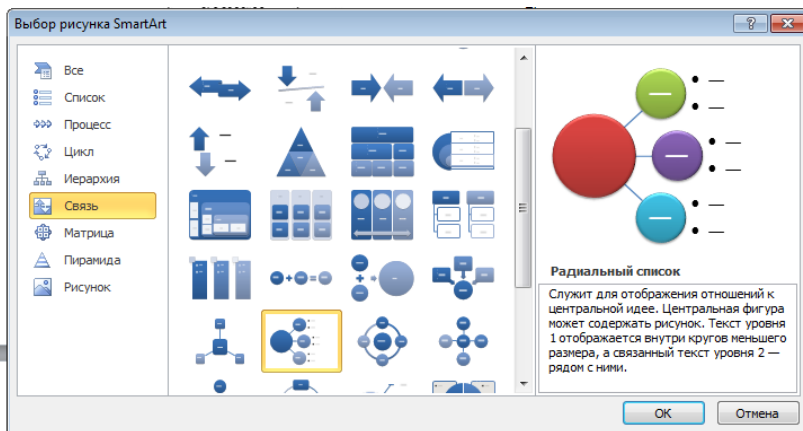 Выбор рисунка SmartArt
Все
Список
Процесс
Цикл
Иерархия
Связь
Матрица
Пирамида
Рисунок
Радиальный список
Служит для отображения отношений к
центральной идее. Центральная фигура
может содержать рисунок. Текст уровня
1 отображается внутри кругов меньшего
размера, а связанный текст уровня 2 —
рядом с ними.
ОК
Отмена